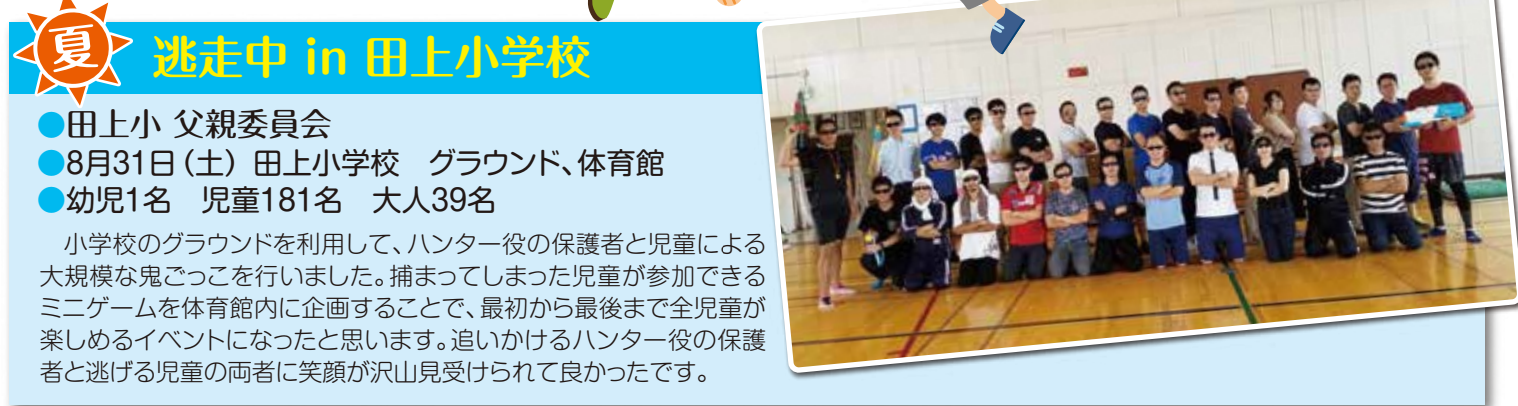 夏
逃走中 in 田上小学校
●田上小 父親委員会
●8月31日(土) 田上小学校　グラウンド、体育館
●幼児1名　児童181名　大人39名
　小学校のグラウンドを利用して、ハンター役の保護者と児童による
大規模な鬼ごっこを行いました。捕まってしまった児童が参加できる
ミニゲームを体育館内に企画することで、最初から最後まで全児童が
楽しめるイベントになったと思います。追いかけるハンター役の保護
者と逃げる児童の両者に笑顔が沢山見受けられて良かったです。